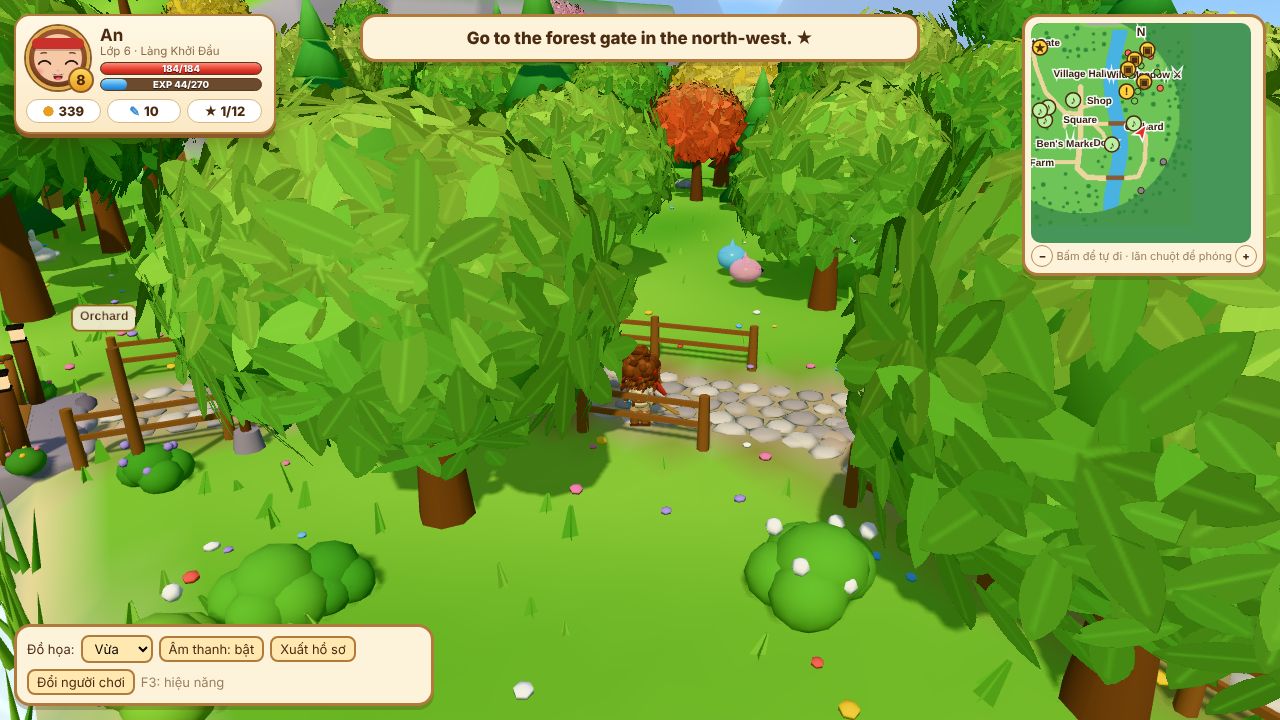 An
Lớp 6 · Làng Khởi Đầu
184/184
8
EXP 44/270
339
10
★ 1/12
Go to the forest gate in the north-west. ★
N
Village Hall
Shop
Square
Ben's Market
Farm
Bấm để tự đi · lăn chuột để phóng
Orchard
Đồ họa:
Vừa
Âm thanh: bật
Xuất hồ sơ
Đổi người chơi
F3: hiệu năng